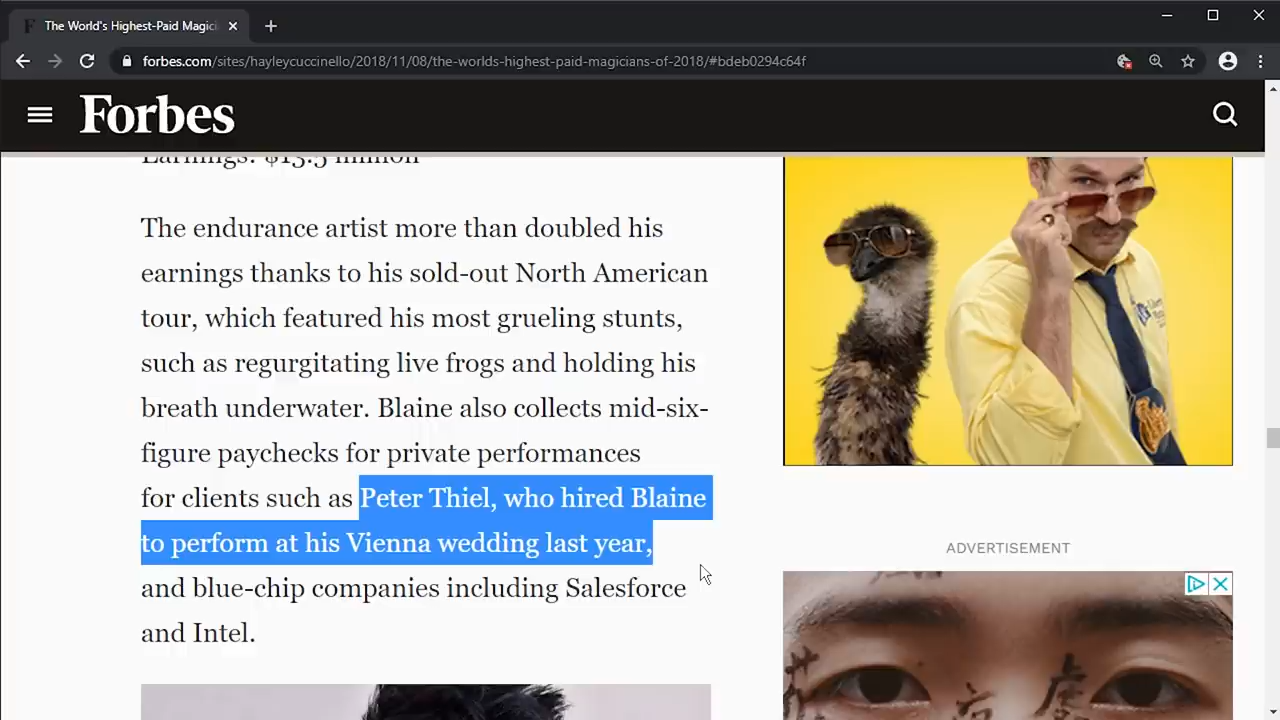 The World's Highest-Paid Magici
forbes.com/sites/hayleycuccinello/2018/11/08/the-worlds-highest-paid-magicians-of-2018/#bdeb0294c64f
Forbes
Earnings: $13.5 million
The endurance artist more than doubled his
earnings thanks to his sold-out North American
tour, which featured his most grueling stunts,
such as regurgitating live frogs and holding his
breath underwater. Blaine also collects mid-six-
figure paychecks for private performances
for clients such as Peter Thiel, who hired Blaine
to perform at his Vienna wedding last year,
and blue-chip companies including Salesforce
and Intel.
ADVERTISEMENT